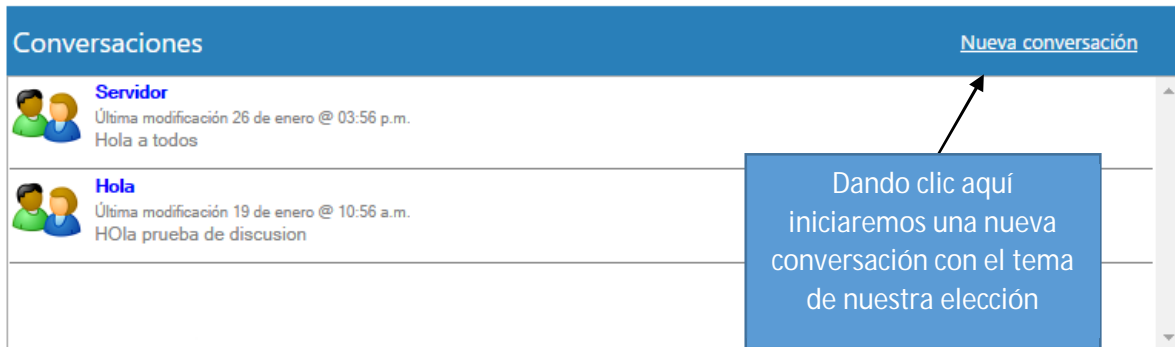 Conversaciones
Nueva conversación
Servidor
Última modificación 26 de enero @ 03:56 p.m.
Hola a todos
Hola
Última modificación 19 de enero @ 10:56 a.m.
HOla prueba de discusion
Dando clic aquí
iniciaremos una nueva
conversación con el tema
de nuestra elección